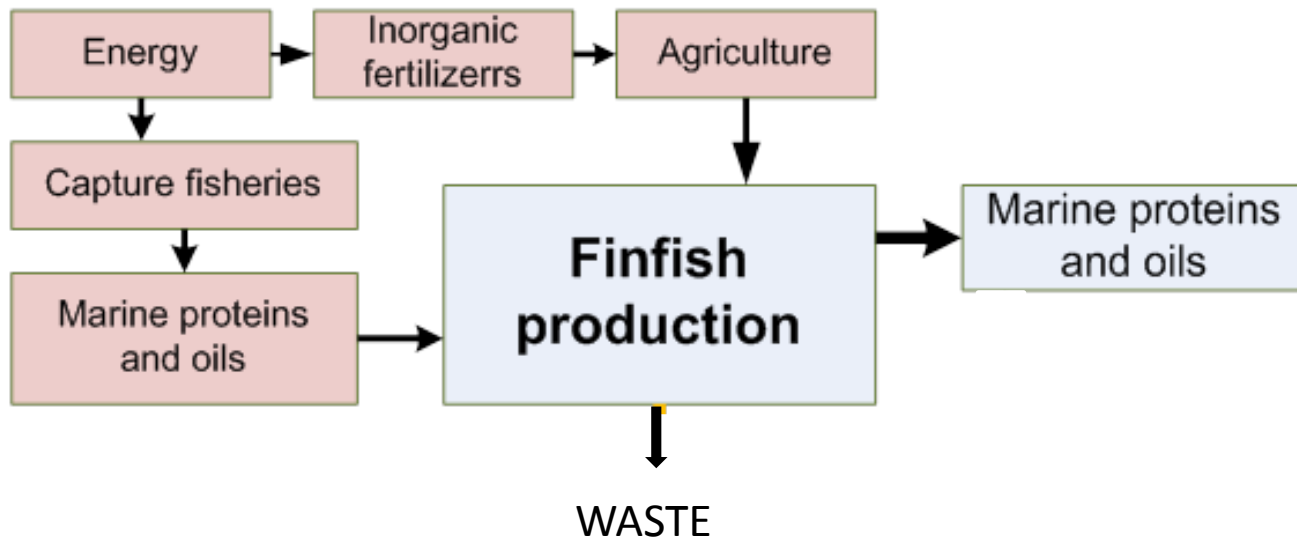 Energy
Inorganic
fertilizerrs
Agriculture
Capture fisheries
Marine proteins
and oils
Finfish
production
Marine proteins
and oils
WASTE